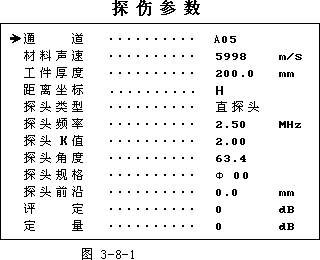 探伤参数
➔通 道 ·········· A05
材料声速 ·········· 5998 m/S
工件厚度 ·········· 200.0 mm
距离坐标 ·········· H
探头类型 ·········· 直探头
探头频率 ·········· 2.50 MHz
探头 K值 ·········· 2.00
探头角度 ·········· 63.4
探头规格 ·········· Φ 00
探头前沿 ·········· 0.0 mm
评 定 ·········· 0 dB
定 量 ·········· 0 dB
图 3-8-1